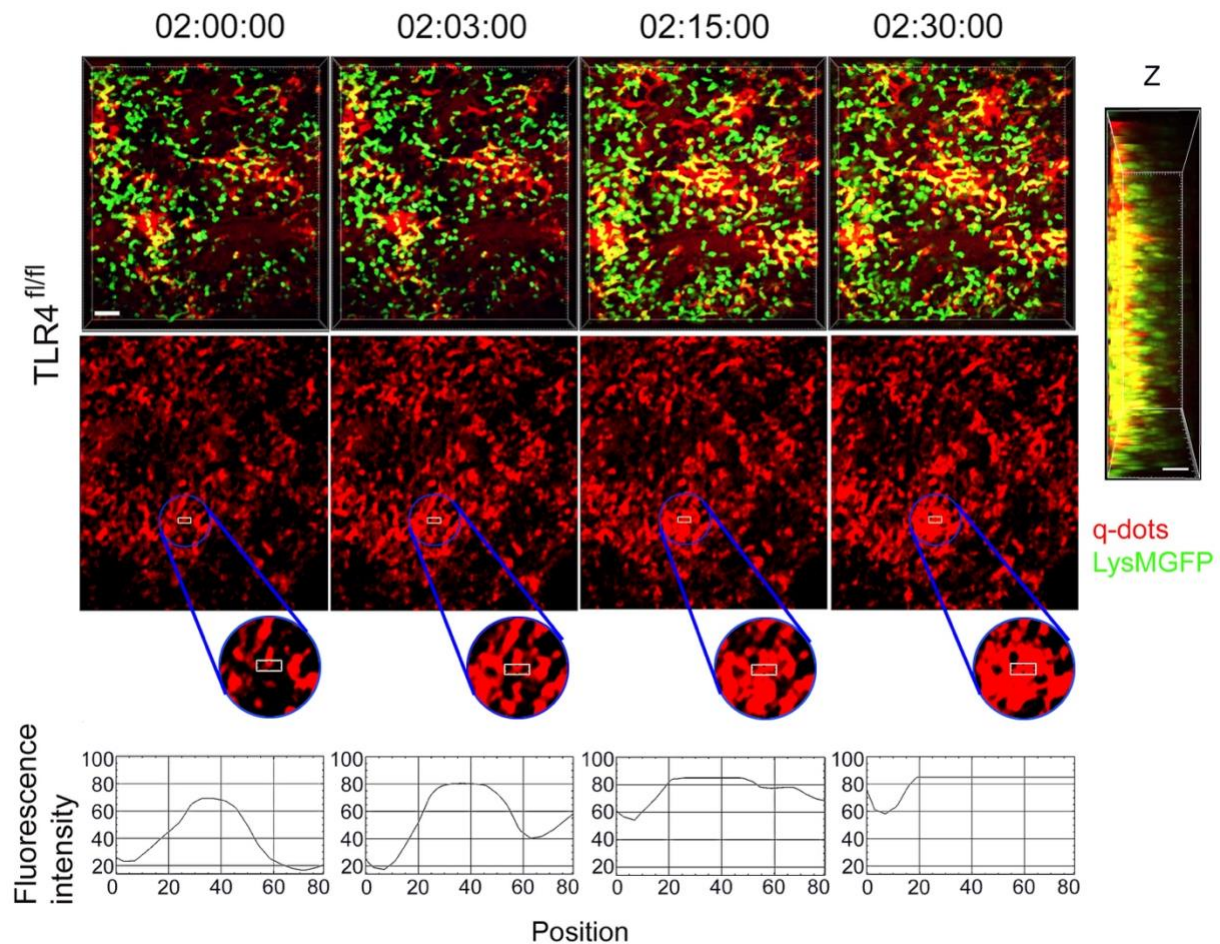 02:00:00 02:03:00 02:15:00 02:30:00
Z
TLR4 fl/fl
q-dots
LysMGFP
Fluorescence
intensity
100 100 100 100
80 80 80 80
60 60 60 60
40 40 40 40
20 20 20 20
0 20 40 60 80 0 20 40 60 80 0 20 40 60 80 0 20 40 60 80
Position